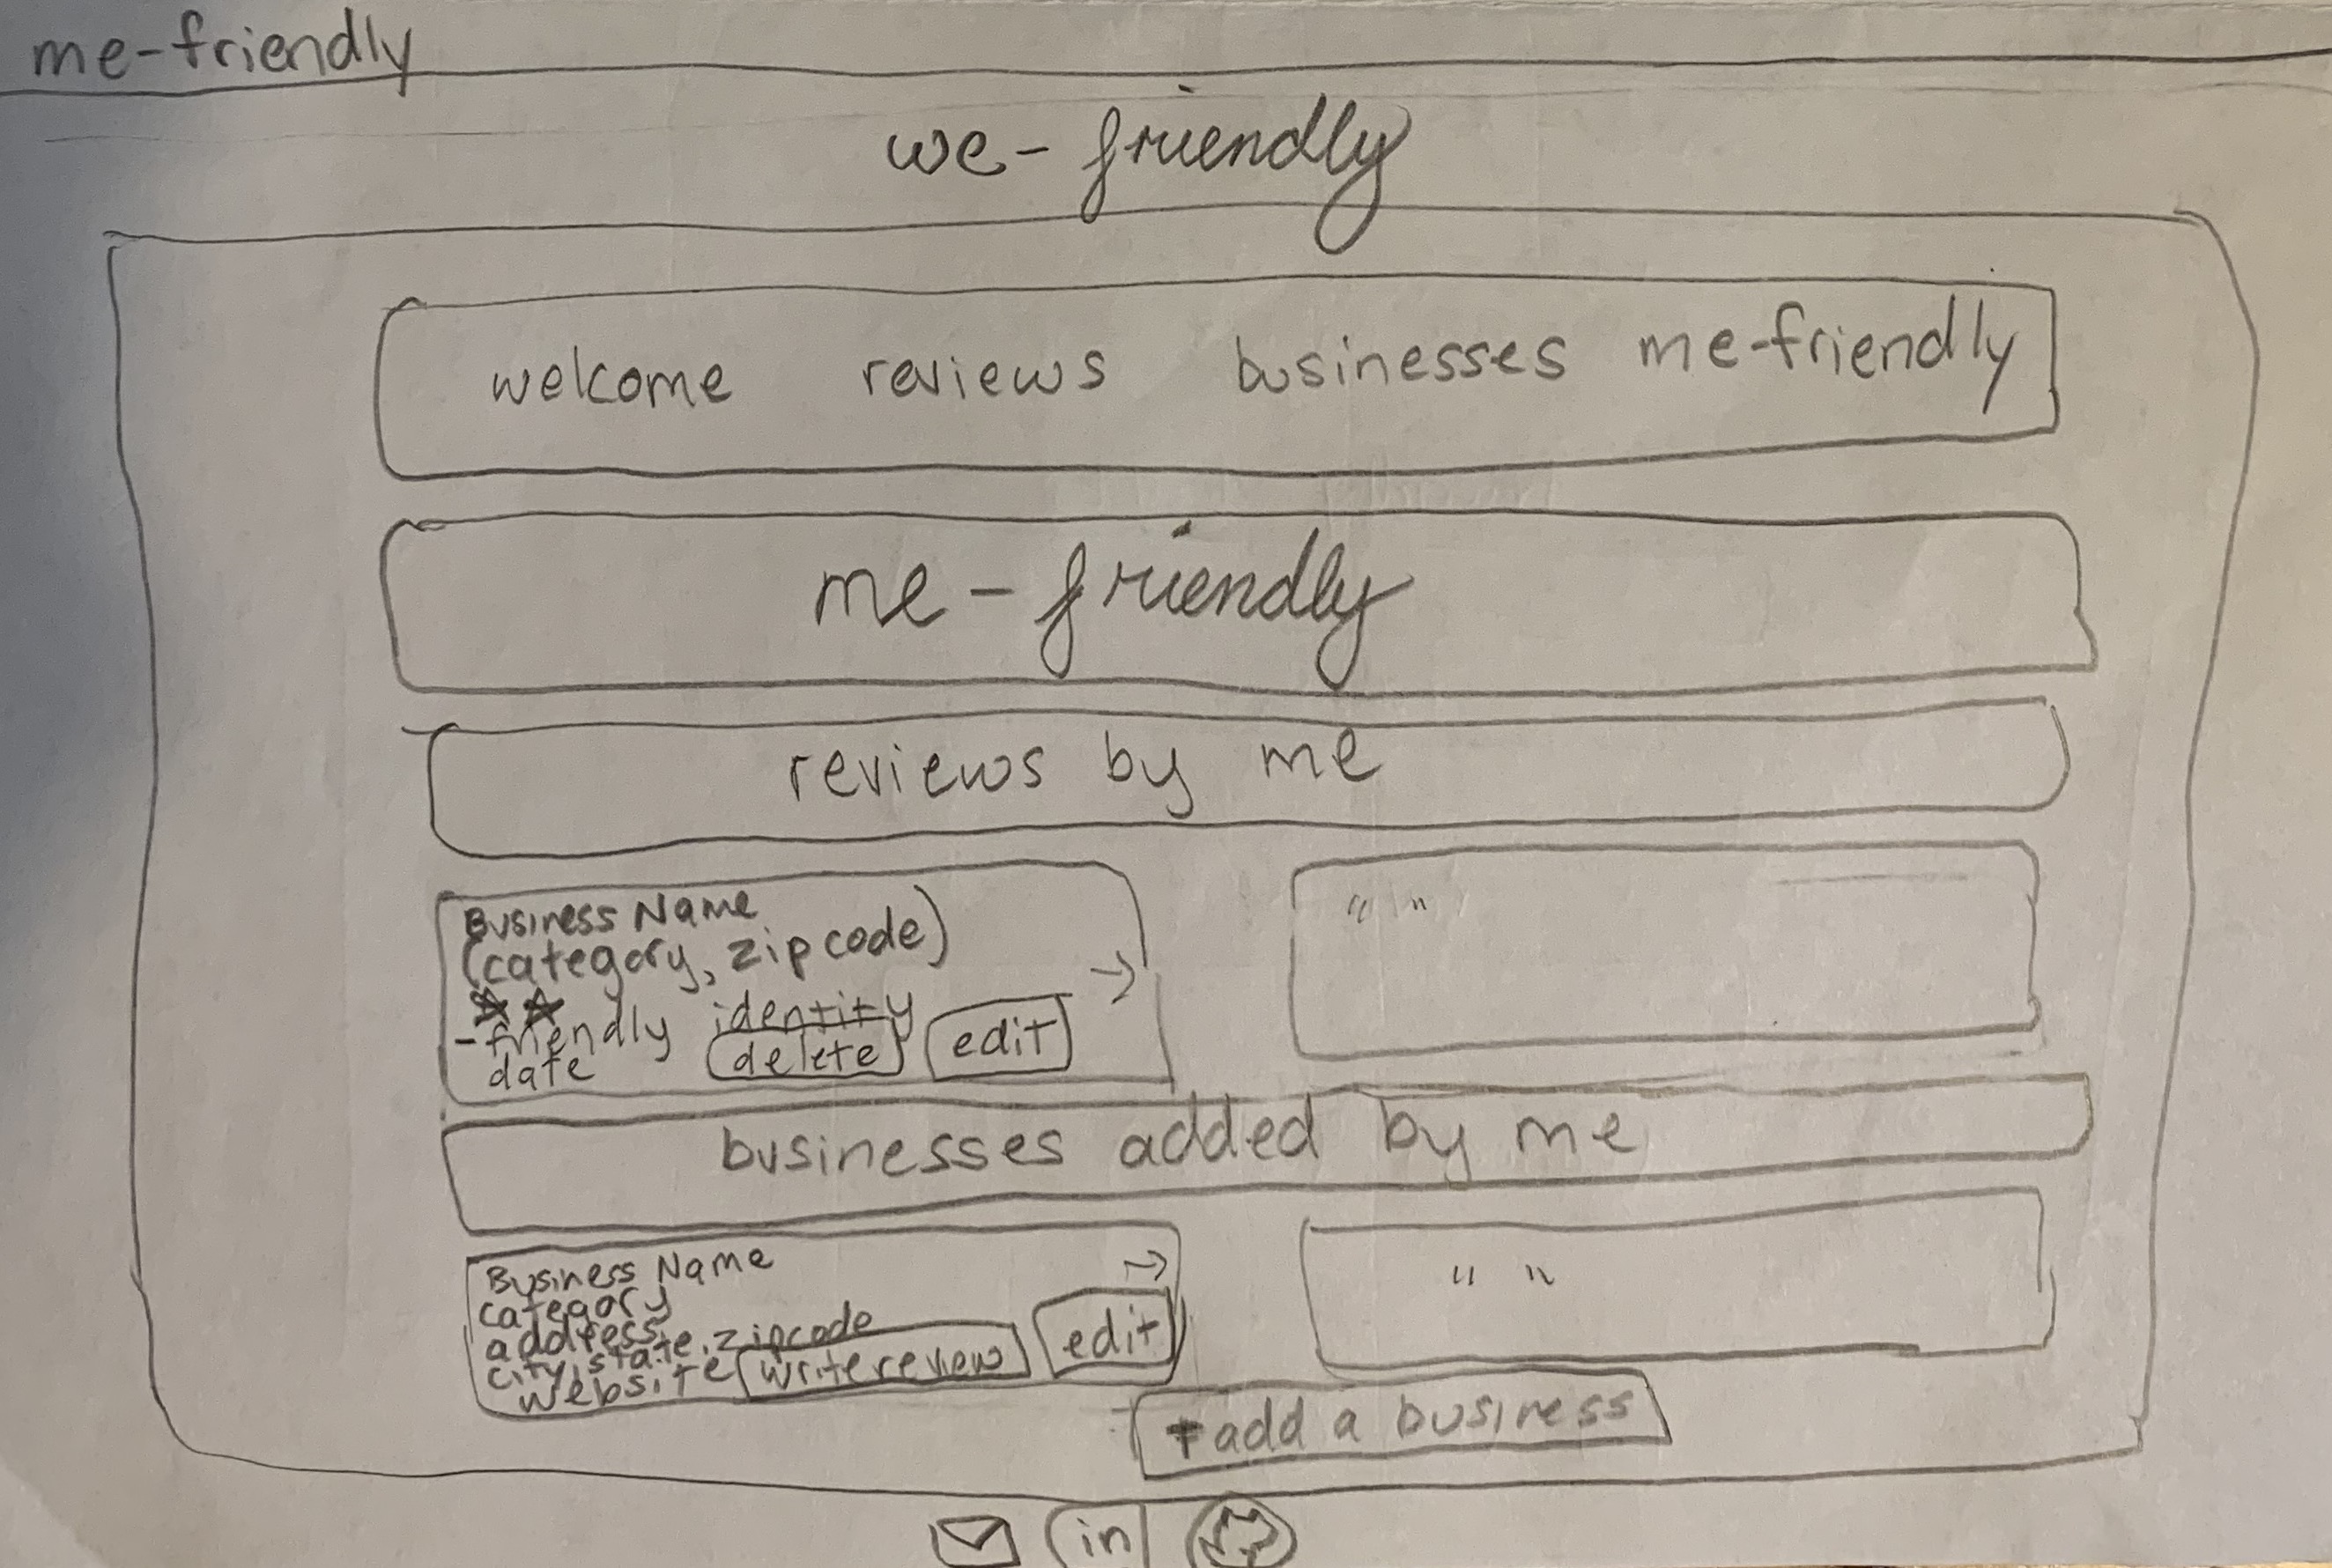 me-friendly
we-friendly
welcome reviews businesses me-friendly
me-friendly
reviews by me
Business Name
(category, zip code)
-friendly identity
date delete edit →
" "
businesses added by me
Business Name →
category
address
city, state, zipcode
website write review edit
" "
+ add a business
in